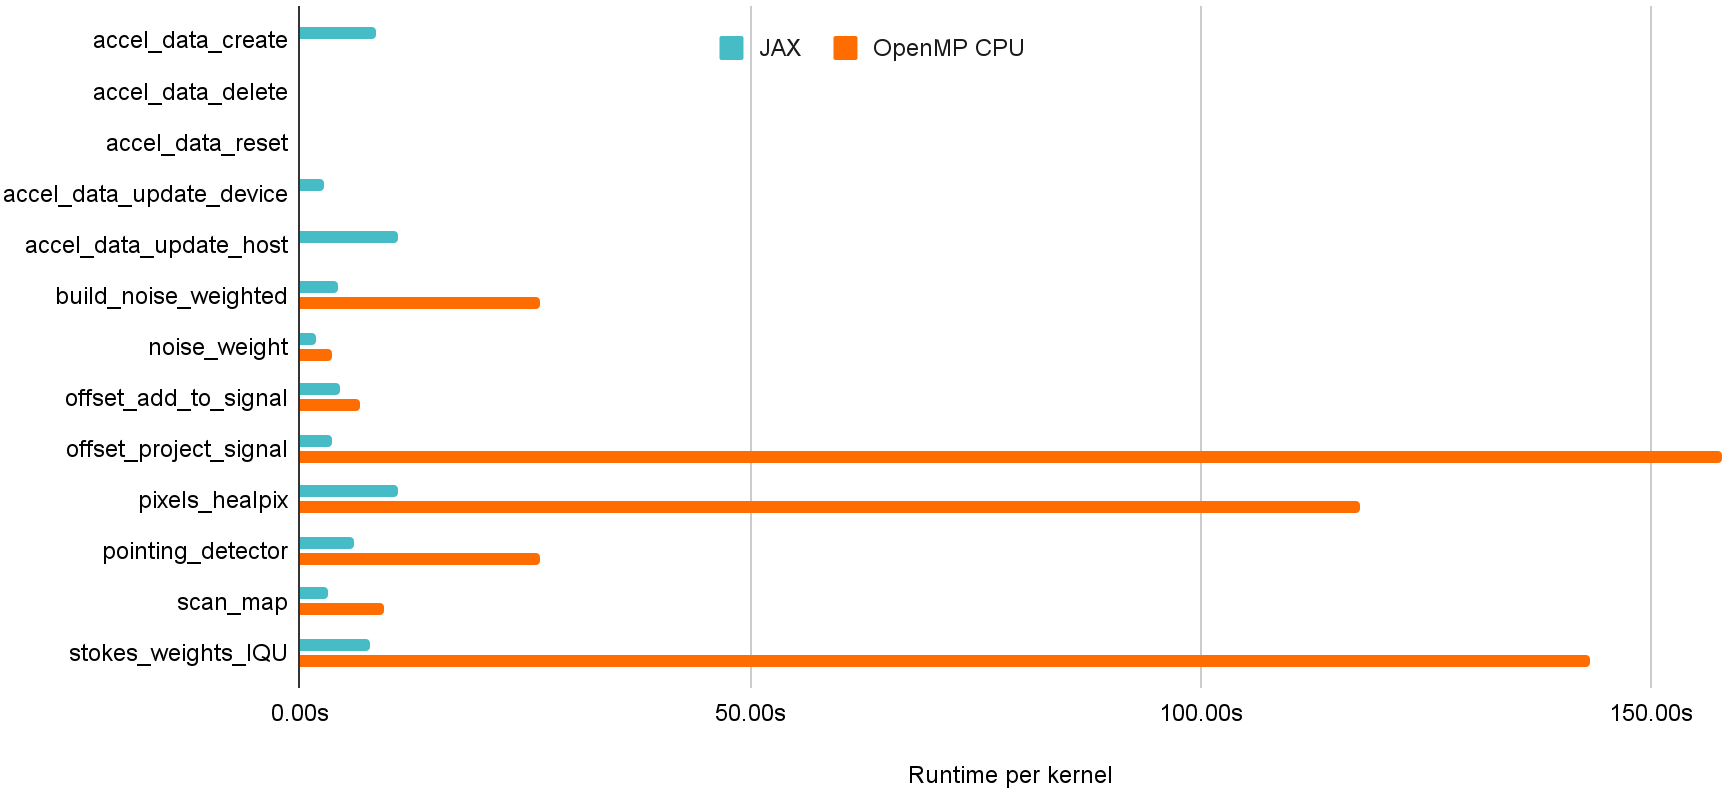 accel_data_create
JAX
OpenMP CPU
accel_data_delete
accel_data_reset
accel_data_update_device
accel_data_update_host
build_noise_weighted
noise_weight
offset_add_to_signal
offset_project_signal
pixels_healpix
pointing_detector
scan_map
stokes_weights_IQU
0.00s
50.00s
100.00s
150.00s
Runtime per kernel